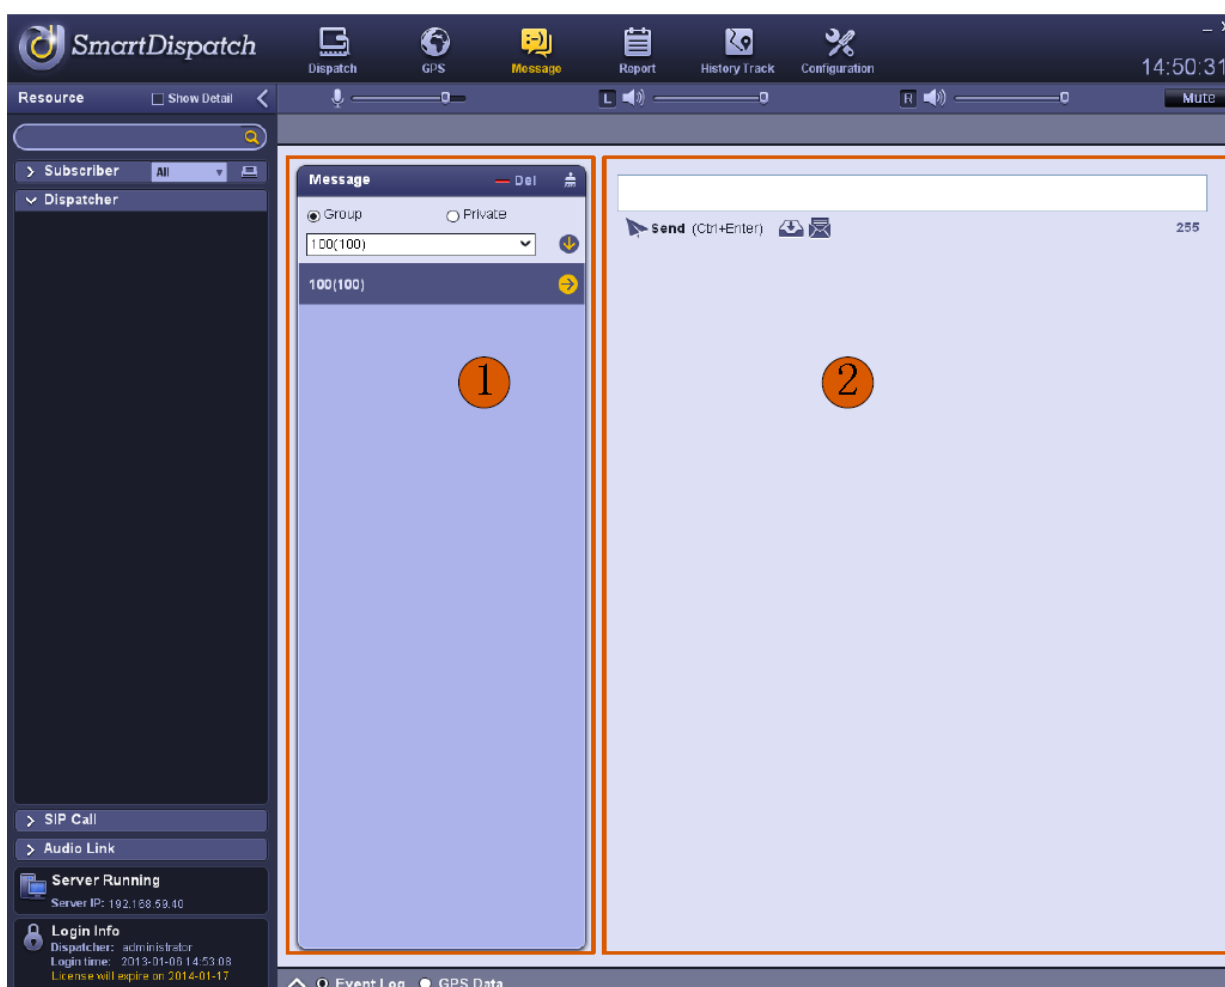 SmartDispatch
Dispatch
GPS
Message
Report
History Track
Configuration
14:50:31
Resource
Show Detail
L
R
Mute
Subscriber
All
Dispatcher
Message
Del
Group
Private
100(100)
100(100)
Send (Ctrl+Enter)
255
1
2
SIP Call
Audio Link
Server Running
Server IP: 192.168.59.40
Login Info
Dispatcher: administrator
Login time: 2013-01-06 14:53:08
License will expire on 2014-01-17
Event Log
GPS Data